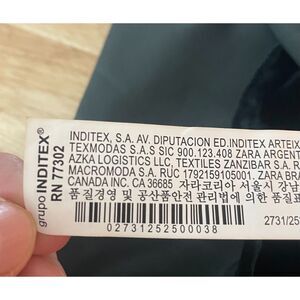 grupo INDITEX®
RN 77302
INDITEX, S.A. AV. DIPUTACION ED.INDITEX ARTEIX
TEXMODAS S.A.S SIC 900.123.408 ZARA ARGENT
AZKA LOGISTICS LLC, TEXTILES ZANZIBAR S.A. RA
MACROMODA S.A. RUC 1792159105001. ZARA BRA
CANADA INC. CA 36685 자라코리아 서울시 강남
품질경영 및 공산품안전 관리법에 의한 품질표
2731/25
02731252500038